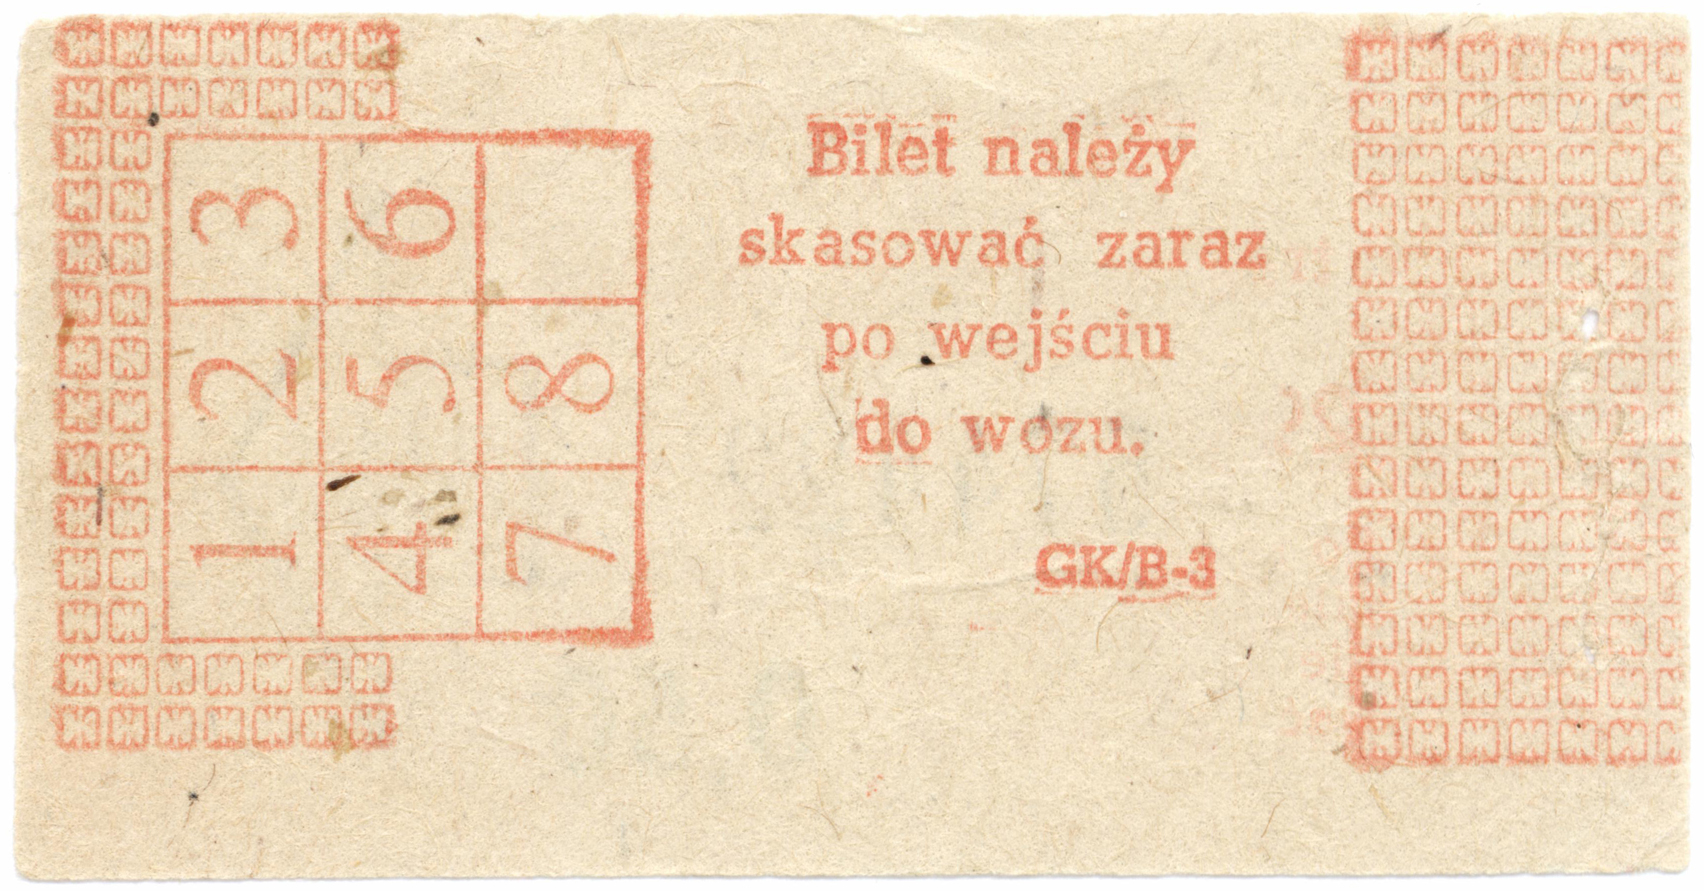 3 6
2 5 8
1 4 7
Bilet należy
skasować zaraz
po wejściu
do wozu.
GK/B-3